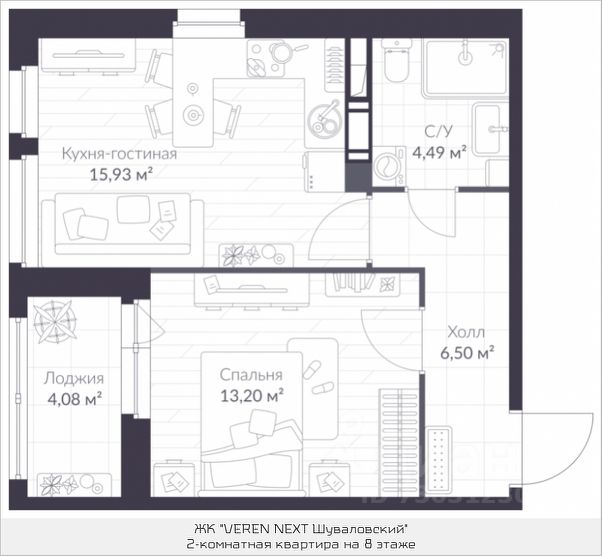 Кухня-гостиная
15,93 м²
С/У
4,49 м²
Холл
6,50 м²
Спальня
13,20 м²
Лоджия
4,08 м²
ЖК "VEREN NEXT Шуваловский"
2-комнатная квартира на 8 этаже